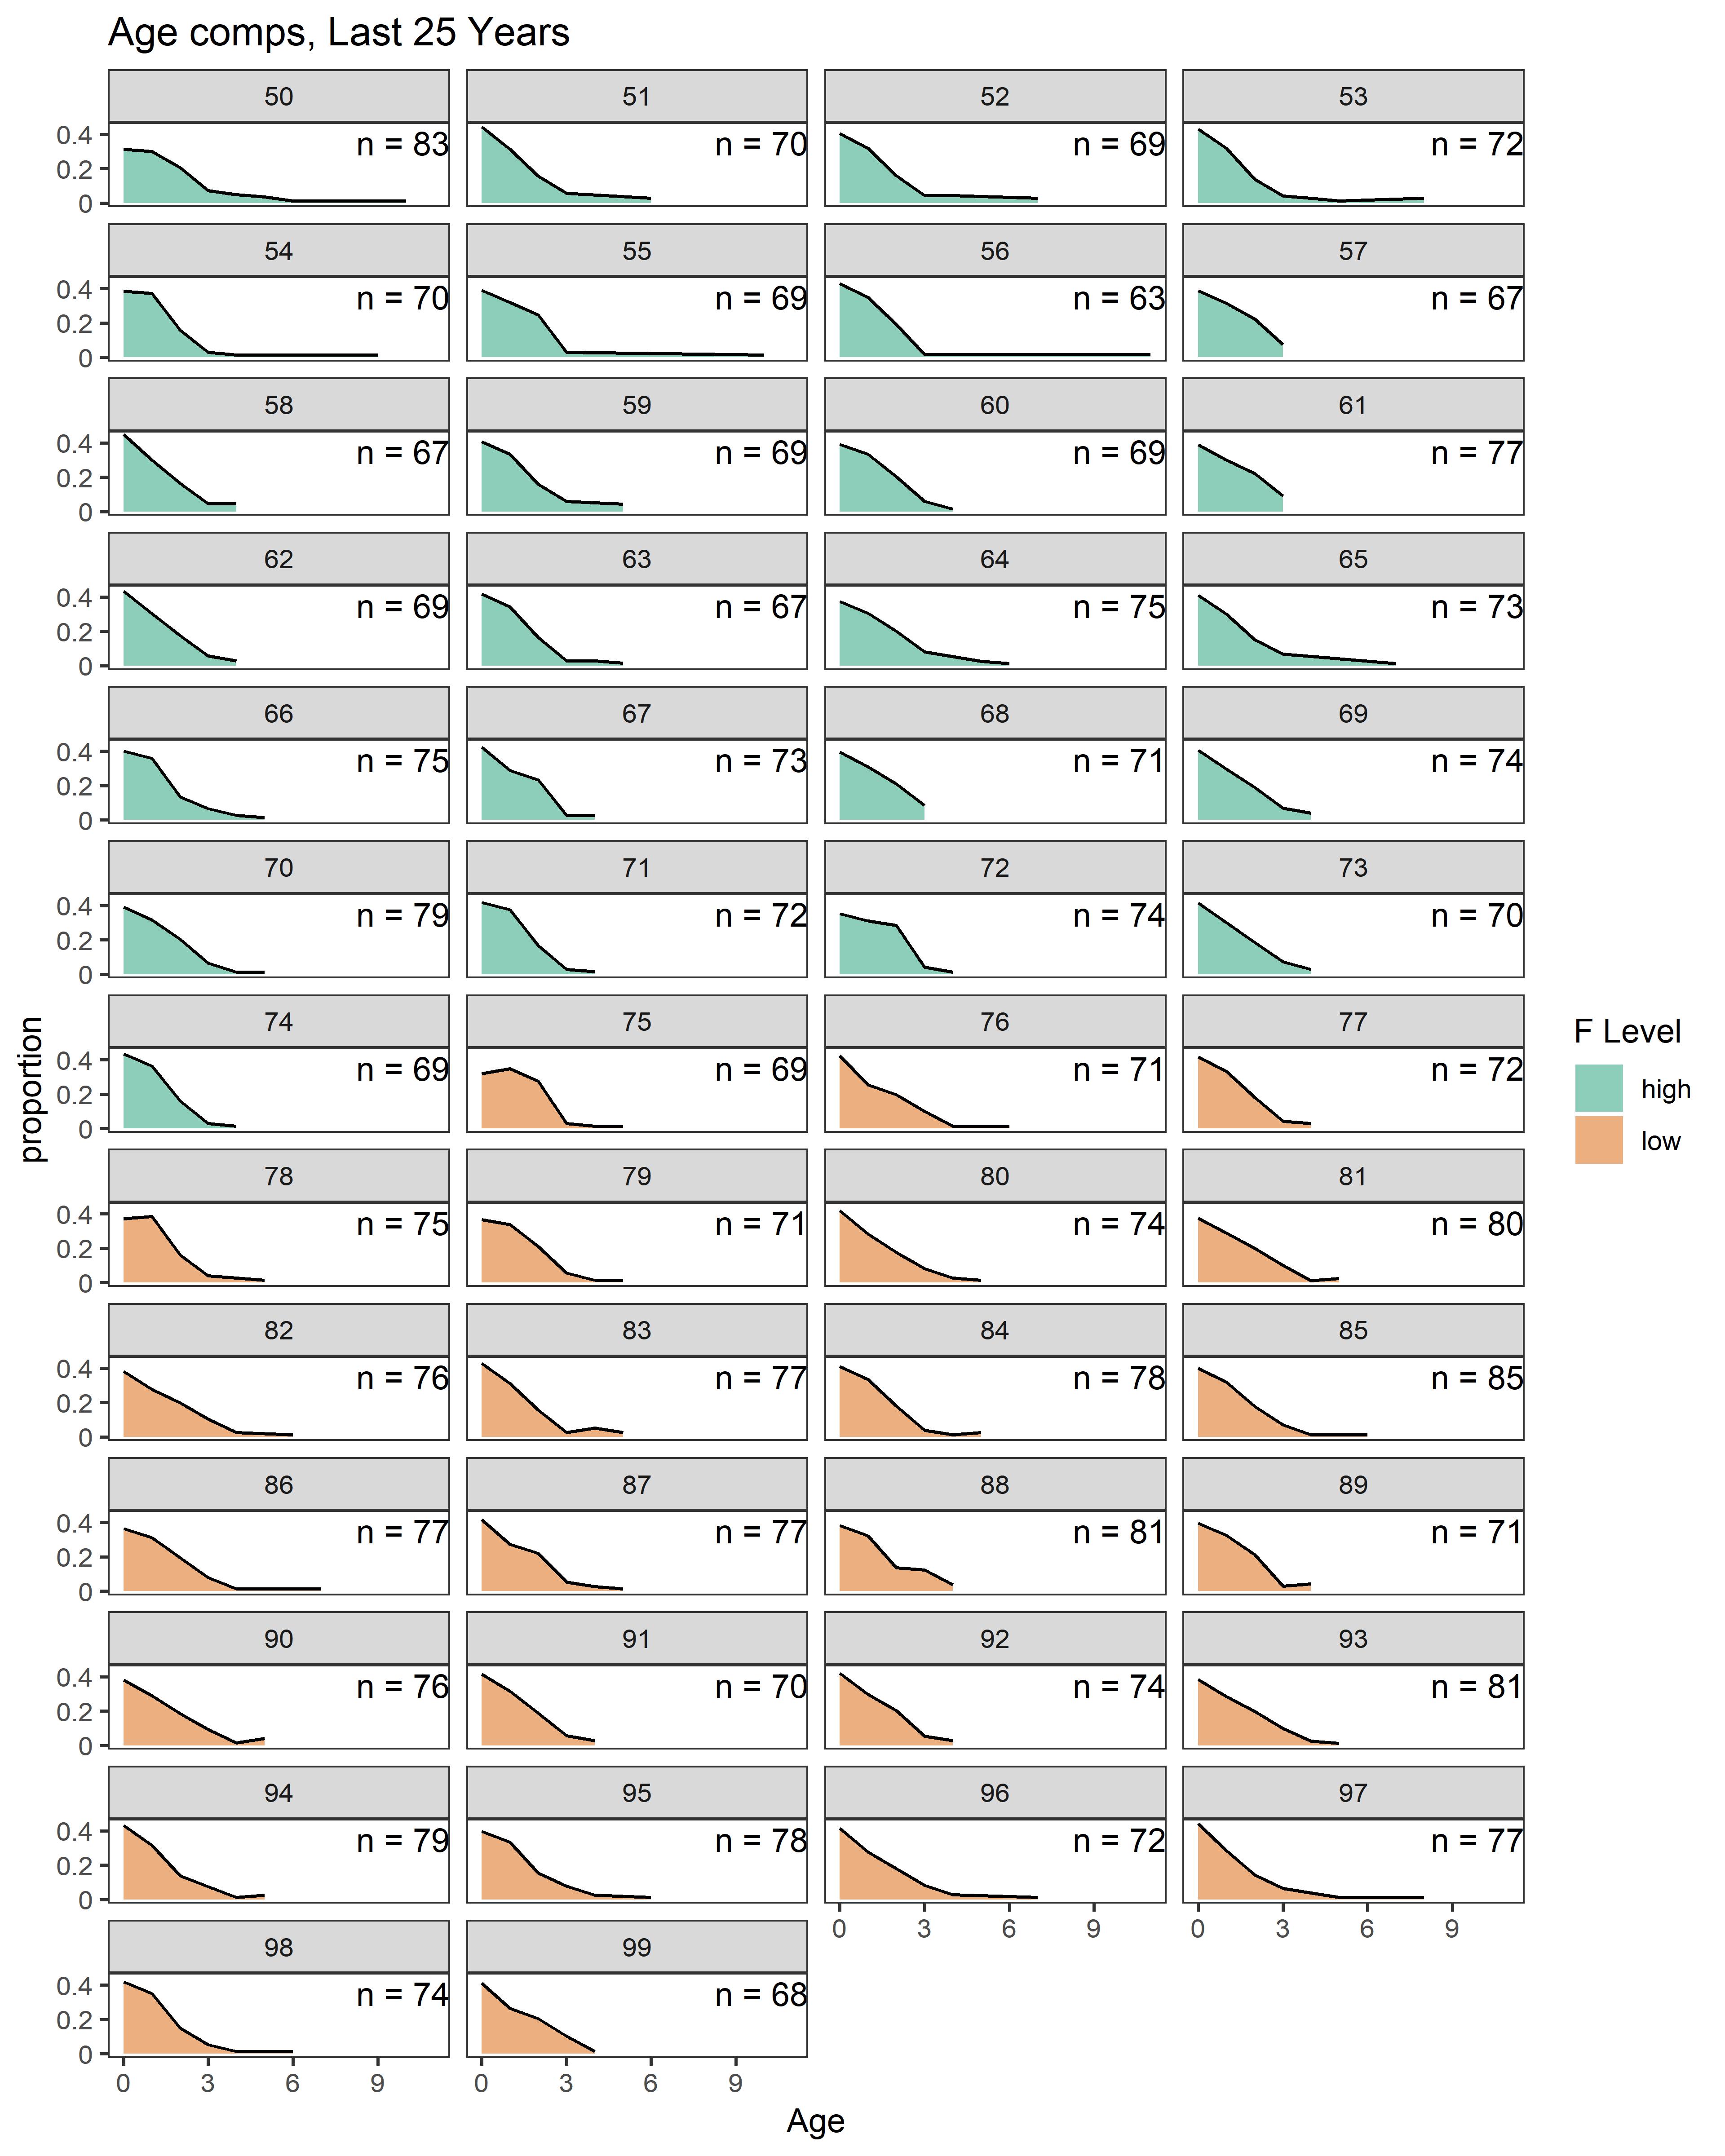 Age comps, Last 25 Years
50 51 52 53
0.4 n = 83 n = 70 n = 69 n = 72
0.2
0
54 55 56 57
0.4 n = 70 n = 69 n = 63 n = 67
0.2
0
58 59 60 61
0.4 n = 67 n = 69 n = 69 n = 77
0.2
0
62 63 64 65
0.4 n = 69 n = 67 n = 75 n = 73
0.2
0
66 67 68 69
0.4 n = 75 n = 73 n = 71 n = 74
0.2
0
70 71 72 73
0.4 n = 79 n = 72 n = 74 n = 70
0.2
0
74 75 76 77
0.4 n = 69 n = 69 n = 71 n = 72
0.2
0
78 79 80 81
0.4 n = 75 n = 71 n = 74 n = 80
0.2
0
82 83 84 85
0.4 n = 76 n = 77 n = 78 n = 85
0.2
0
86 87 88 89
0.4 n = 77 n = 77 n = 81 n = 71
0.2
0
90 91 92 93
0.4 n = 76 n = 70 n = 74 n = 81
0.2
0
94 95 96 97
0.4 n = 79 n = 78 n = 72 n = 77
0.2
0
0 3 6 9 0 3 6 9
98 99
0.4 n = 74 n = 68
0.2
0
0 3 6 9 0 3 6 9
Age
proportion
F Level
high
low